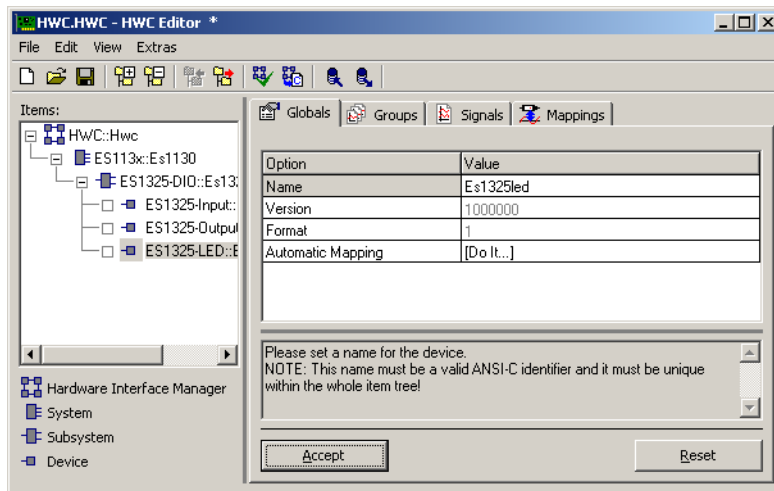 HWC.HWC - HWC Editor *
File Edit View Extras
Items:
HWC::Hwc
ES113x::Es1130
ES1325-DIO::Es13
ES1325-Input::
ES1325-Output
ES1325-LED::E
Hardware Interface Manager
System
Subsystem
Device
Globals Groups Signals Mappings
Option Value
Name Es1325led
Version 1000000
Format 1
Automatic Mapping [Do It...]
Please set a name for the device.
NOTE: This name must be a valid ANSI-C identifier and it must be unique
within the whole item tree!
Accept Reset